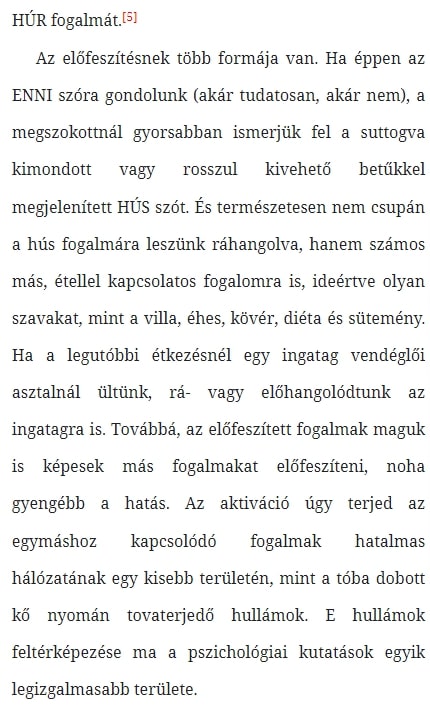 HÚR fogalmát.[5]
Az előfeszítésnek több formája van. Ha éppen az
ENNI szóra gondolunk (akár tudatosan, akár nem), a
megszokottnál gyorsabban ismerjük fel a suttogva
kimondott vagy rosszul kivehető betűkkel
megjelenített HÚS szót. És természetesen nem csupán
a hús fogalmára leszünk ráhangolva, hanem számos
más, étellel kapcsolatos fogalomra is, ideértve olyan
szavakat, mint a villa, éhes, kövér, diéta és sütemény.
Ha a legutóbbi étkezésnél egy ingatag vendéglői
asztalnál ültünk, rá- vagy előhangolódtunk az
ingatagra is. Továbbá, az előfeszített fogalmak maguk
is képesek más fogalmakat előfeszíteni, noha
gyengébb a hatás. Az aktiváció úgy terjed az
egymáshoz kapcsolódó fogalmak hatalmas
hálózatának egy kisebb területén, mint a tóba dobott
kő nyomán tovaterjedő hullámok. E hullámok
feltérképezése ma a pszichológiai kutatások egyik
legizgalmasabb területe.